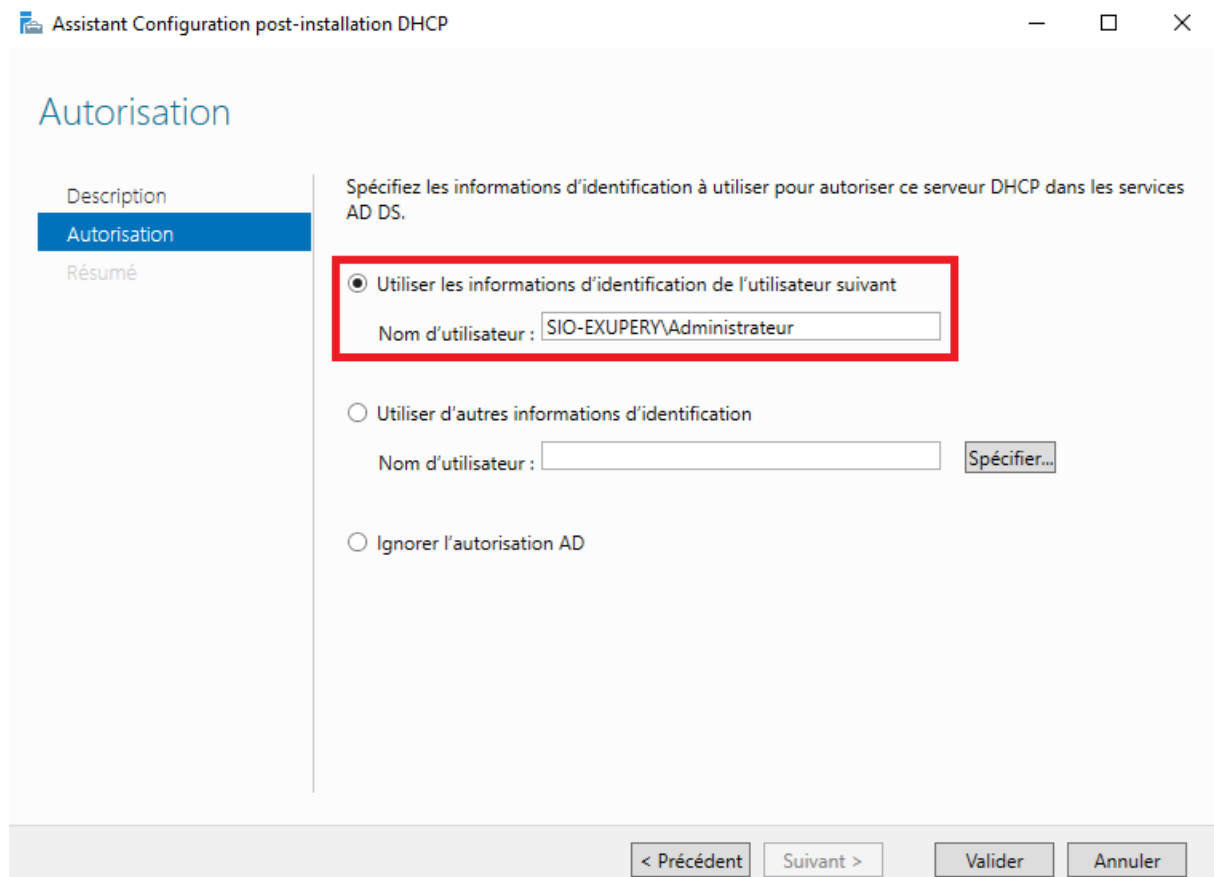 Assistant Configuration post-installation DHCP
Autorisation
Description
Autorisation
Résumé
Spécifiez les informations d’identification à utiliser pour autoriser ce serveur DHCP dans les services
AD DS.
Utiliser les informations d’identification de l’utilisateur suivant
Nom d’utilisateur : SIO-EXUPERY\Administrateur
Utiliser d’autres informations d’identification
Nom d’utilisateur : Spécifier...
Ignorer l’autorisation AD
< Précédent Suivant > Valider Annuler